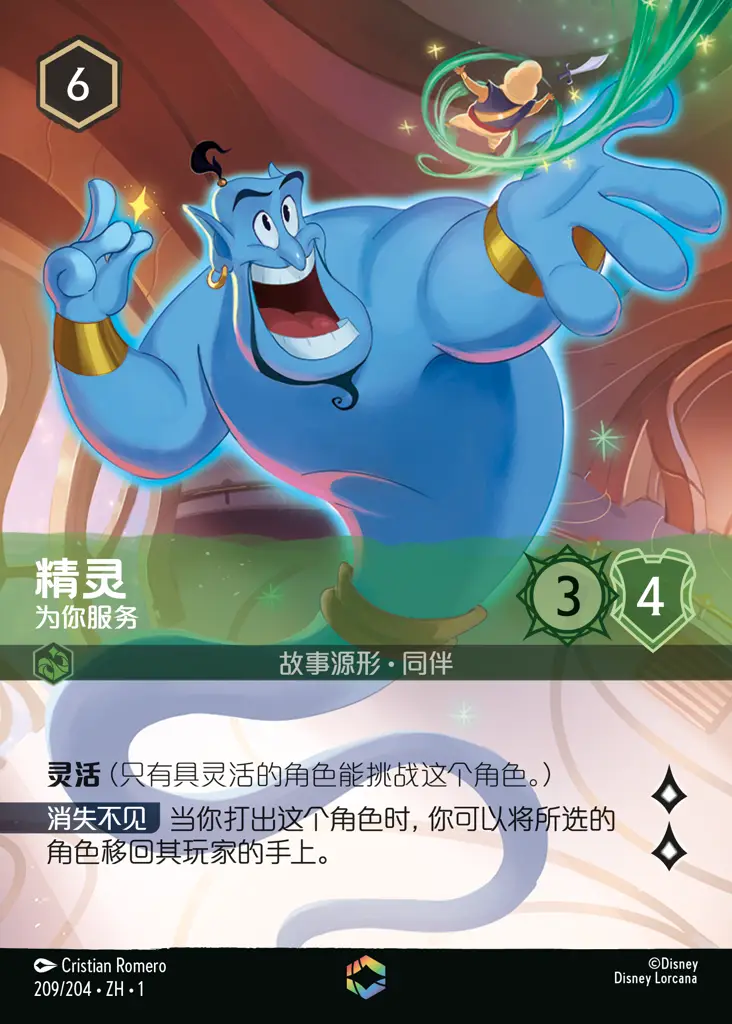 6
精灵
为你服务
3 4
故事源形 • 同伴
灵活（只有具灵活的角色能挑战这个角色。）
消失不见 当你打出这个角色时, 你可以将所选的
角色移回其玩家的手上。
Cristian Romero
209/204 • ZH • 1
©Disney
Disney Lorcana